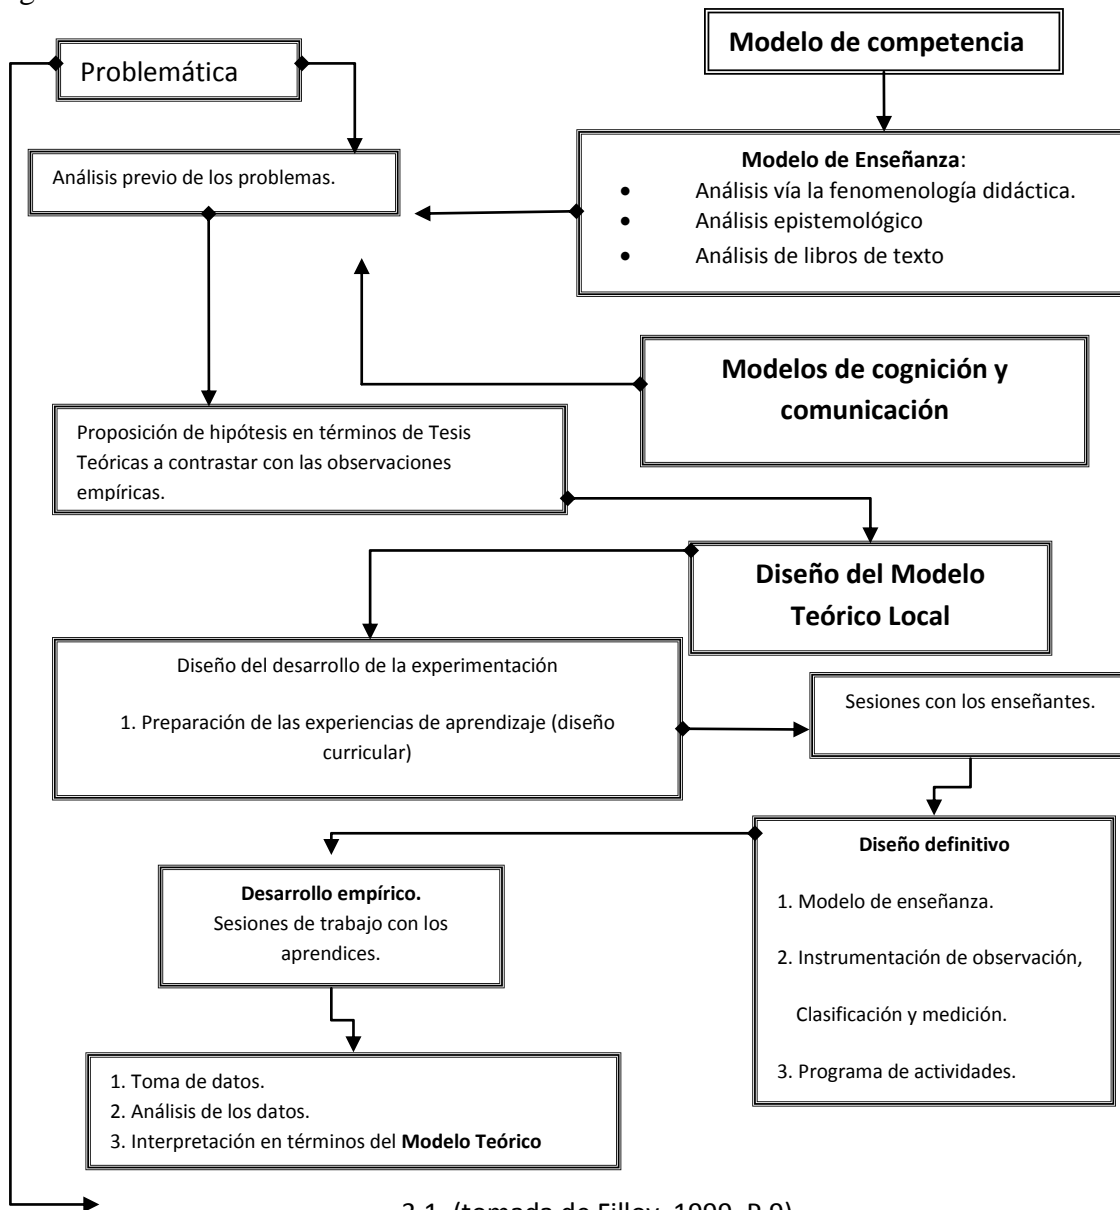 Problemática
Modelo de competencia
Análisis previo de los problemas.
Modelo de Enseñanza:
• Análisis vía la fenomenología didáctica.
• Análisis epistemológico
• Análisis de libros de texto
Modelos de cognición y
comunicación
Proposición de hipótesis en términos de Tesis
Teóricas a contrastar con las observaciones
empíricas.
Diseño del Modelo
Teórico Local
Diseño del desarrollo de la experimentación
1. Preparación de las experiencias de aprendizaje (diseño
curricular)
Sesiones con los enseñantes.
Diseño definitivo
1. Modelo de enseñanza.
2. Instrumentación de observación,
Clasificación y medición.
3. Programa de actividades.
Desarrollo empírico.
Sesiones de trabajo con los
aprendices.
1. Toma de datos.
2. Análisis de los datos.
3. Interpretación en términos del Modelo Teórico
(tomada de Filloy, 1999, P.9)